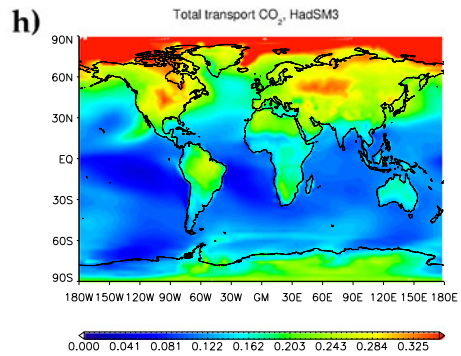 h)
Total transport CO₂, HadSM3
90N
60N
30N
EQ
30S
60S
90S
180W 150W 120W 90W 60W 30W GM 30E 60E 90E 120E 150E 180E
0.000 0.041 0.081 0.122 0.162 0.203 0.243 0.284 0.325